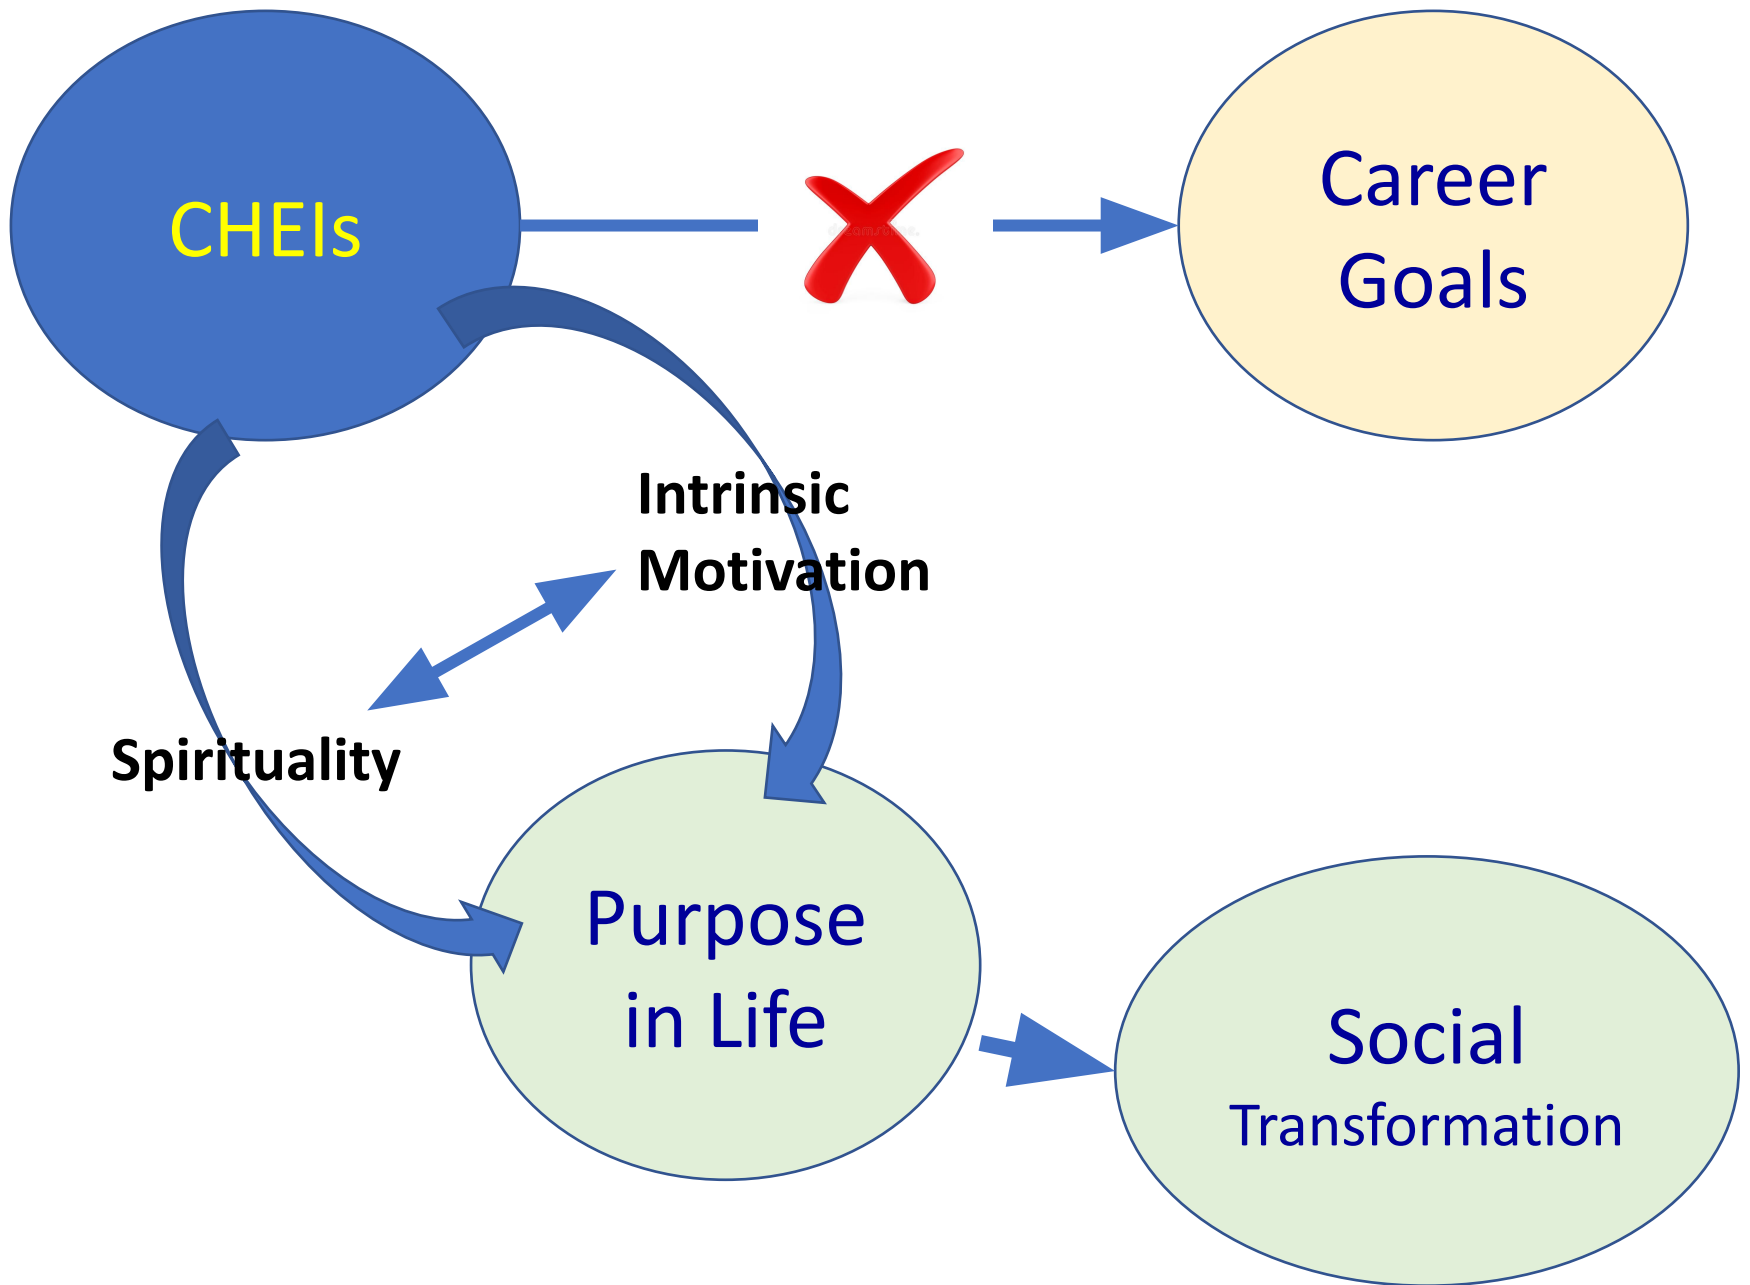 CHEIs
Career
Goals
Intrinsic
Motivation
Spirituality
Purpose
in Life
Social
Transformation